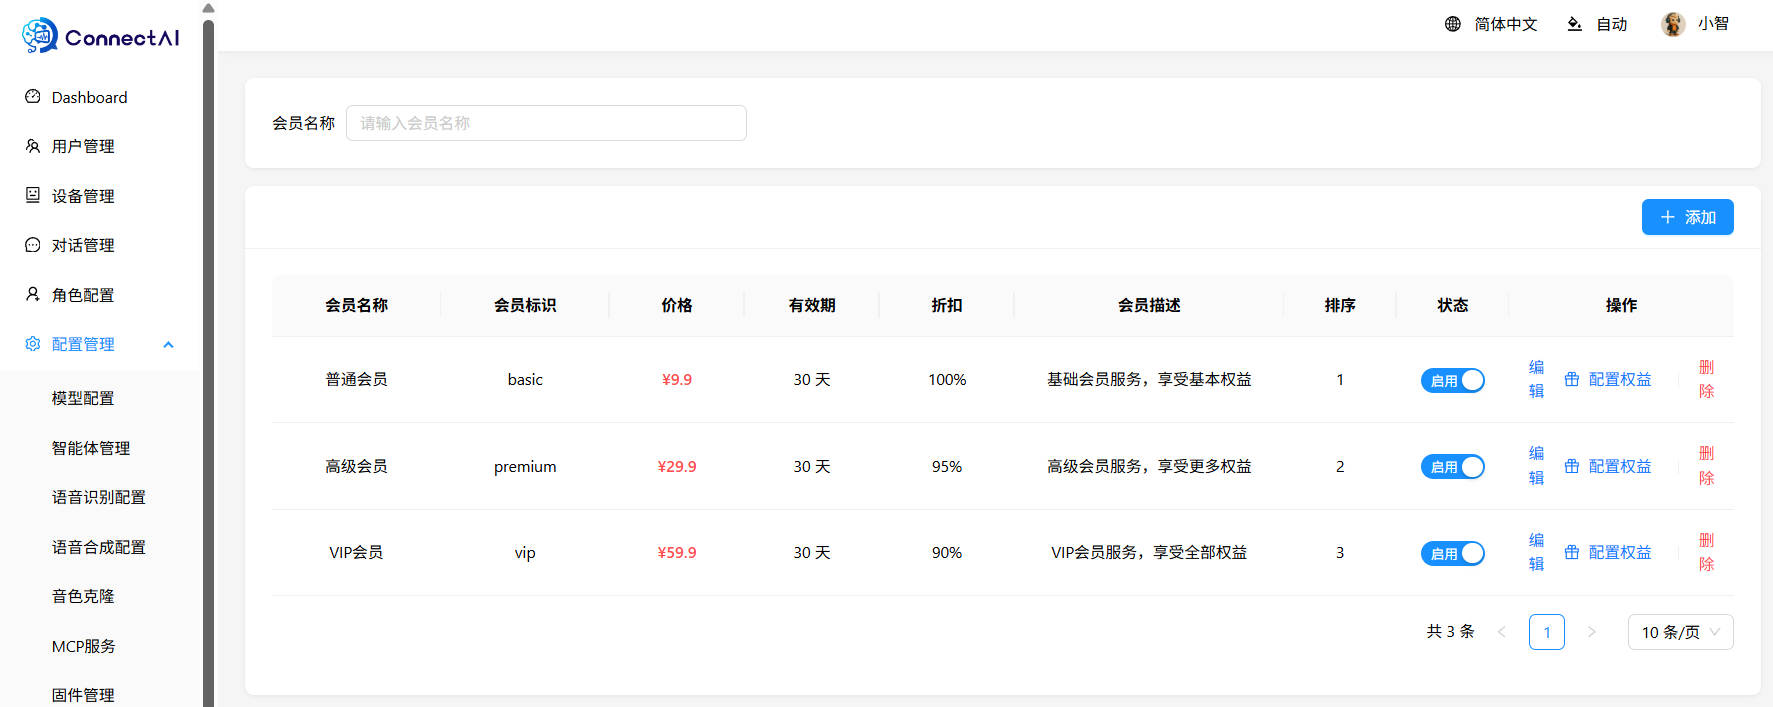 ConnectAI
简体中文
自动
小智
Dashboard
用户管理
设备管理
对话管理
角色配置
配置管理
模型配置
智能体管理
语音识别配置
语音合成配置
音色克隆
MCP服务
固件管理
会员名称 请输入会员名称
添加
会员名称 会员标识 价格 有效期 折扣 会员描述 排序 状态 操作
普通会员 basic ¥9.9 30 天 100% 基础会员服务，享受基本权益 1 启用 编辑 配置权益 删除
高级会员 premium ¥29.9 30 天 95% 高级会员服务，享受更多权益 2 启用 编辑 配置权益 删除
VIP会员 vip ¥59.9 30 天 90% VIP会员服务，享受全部权益 3 启用 编辑 配置权益 删除
共 3 条 < 1 > 10 条/页